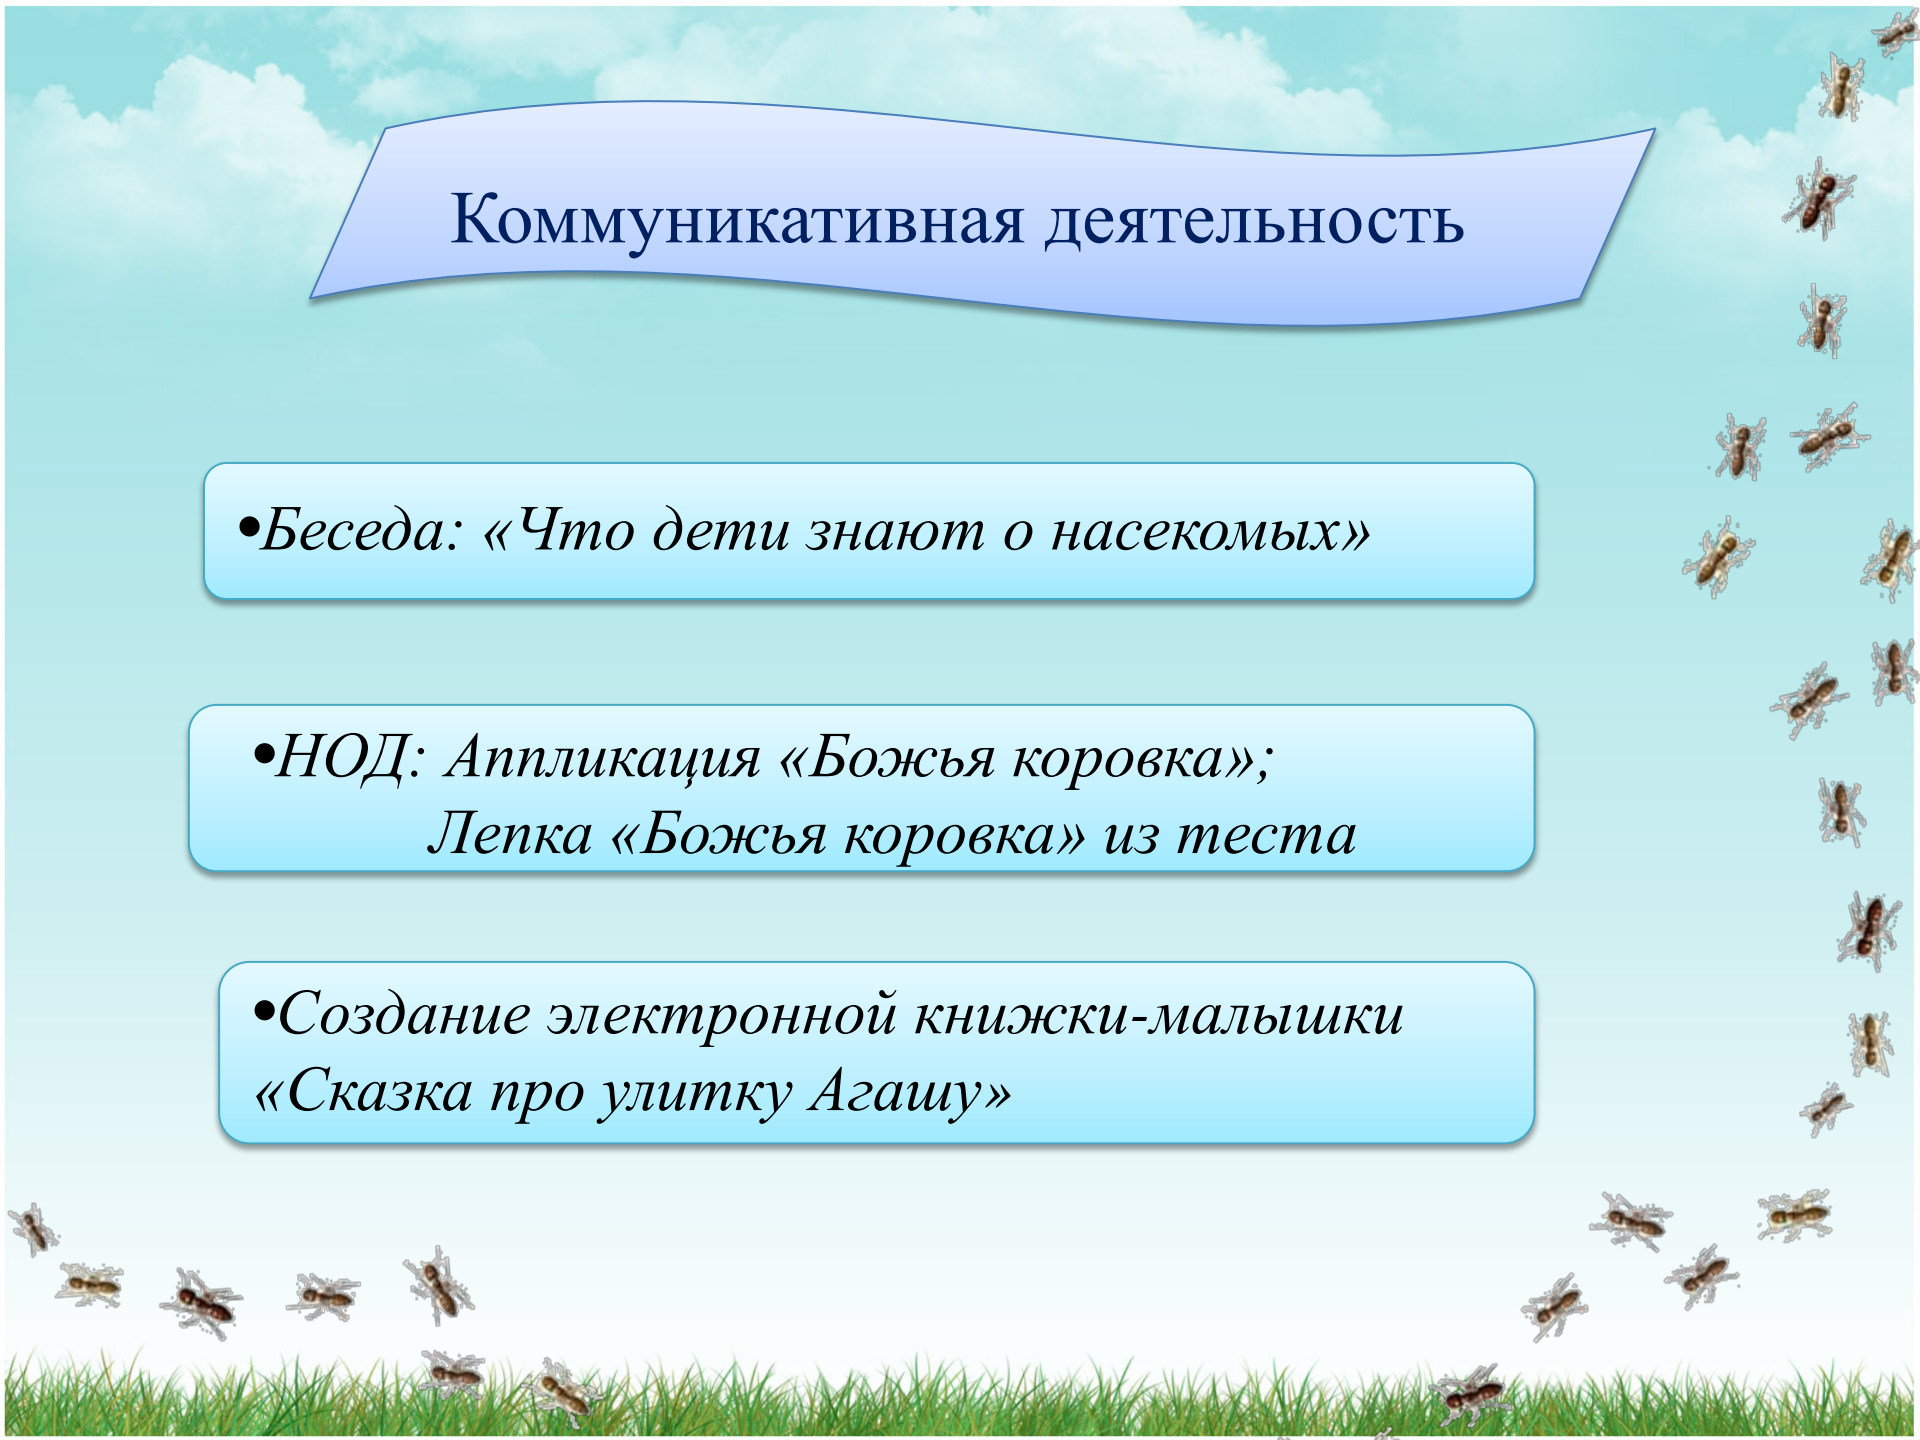 Коммуникативная деятельность
•Беседа: «Что дети знают о насекомых»
•НОД: Аппликация «Божья коровка»;
Лепка «Божья коровка» из теста
•Создание электронной книжки-малышки
«Сказка про улитку Агашу»